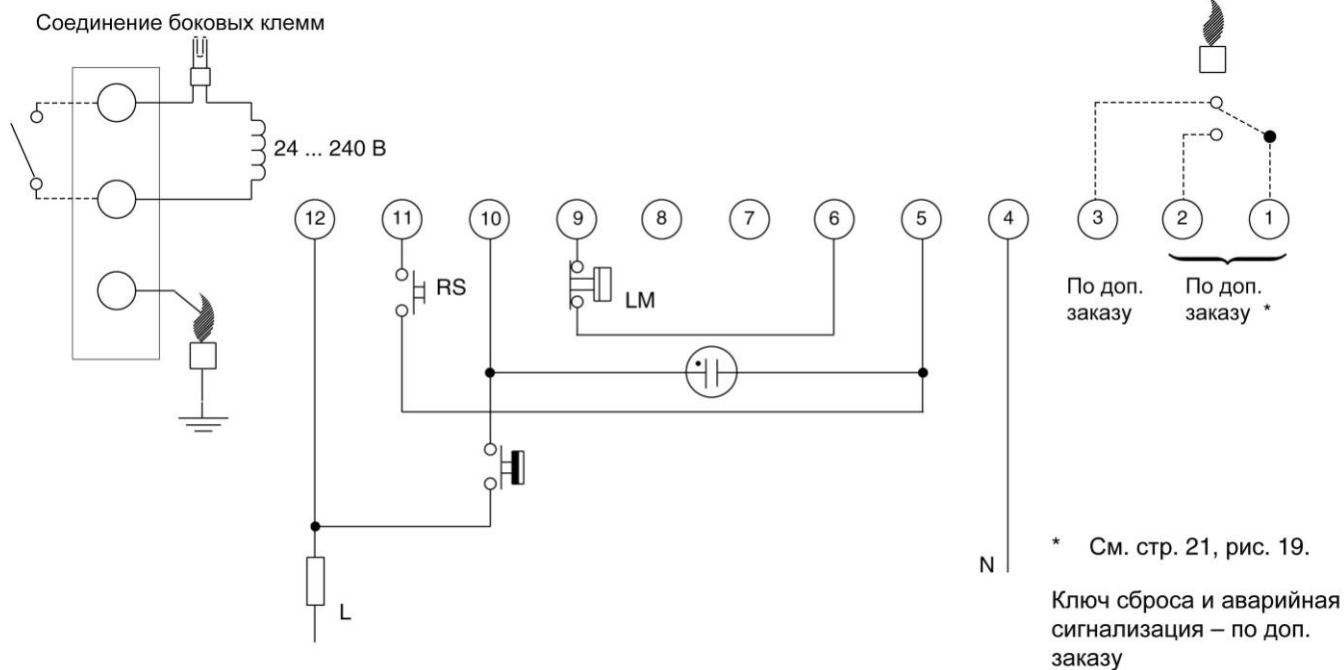 Соединение боковых клемм
24 ... 240 В
12 11 10 9 8 7 6 5 4 3 2 1
RS
LM
По доп.
заказу
По доп.
заказу *
N
L
* См. стр. 21, рис. 19.
Ключ сброса и аварийная
сигнализация – по доп.
заказу